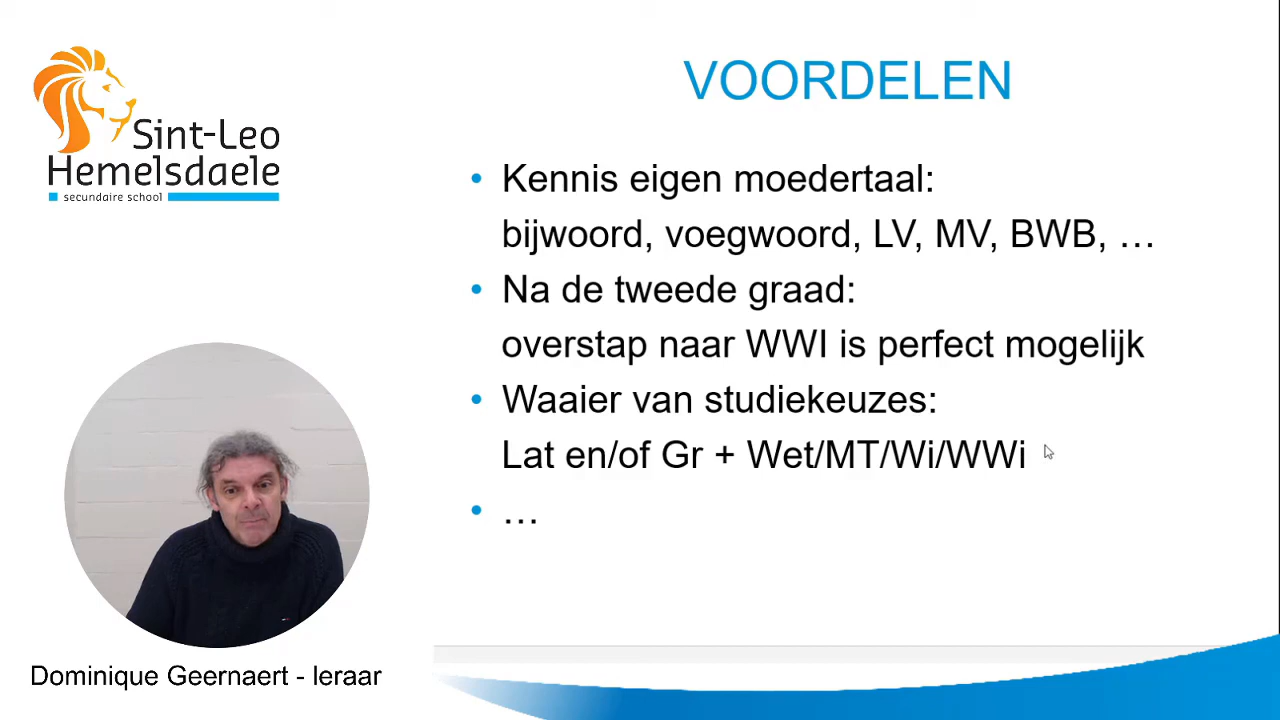 Sint-Leo
Hemelsdaele
secundaire school
VOORDELEN
• Kennis eigen moedertaal:
bijwoord, voegwoord, LV, MV, BWB, …
• Na de tweede graad:
overstap naar WWI is perfect mogelijk
• Waaier van studiekeuzes:
Lat en/of Gr + Wet/MT/Wi/WWi
• …
Dominique Geernaert - leraar